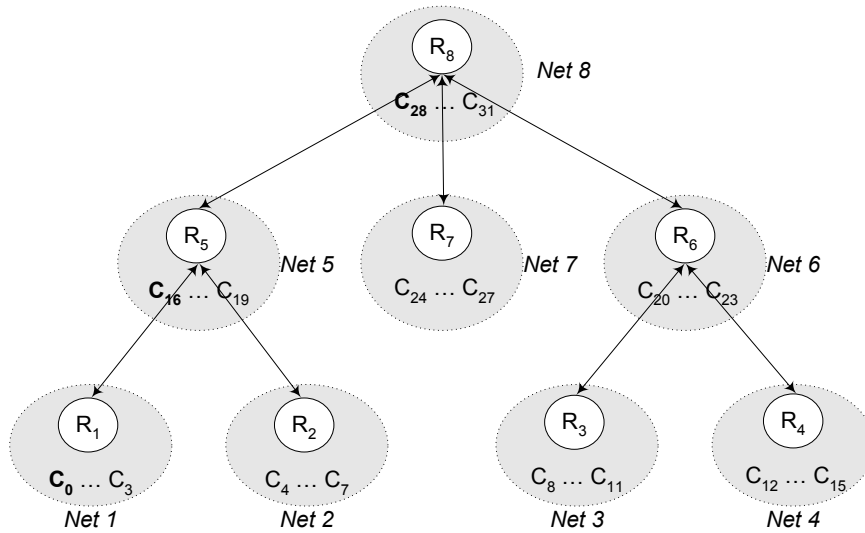 R₈
Net 8
C₂₈ ... C₃₁
R₅
Net 5
C₁₆ ... C₁₉
R₇
Net 7
C₂₄ ... C₂₇
R₆
Net 6
C₂₀ ... C₂₃
R₁
C₀ ... C₃
Net 1
R₂
C₄ ... C₇
Net 2
R₃
C₈ ... C₁₁
Net 3
R₄
C₁₂ ... C₁₅
Net 4